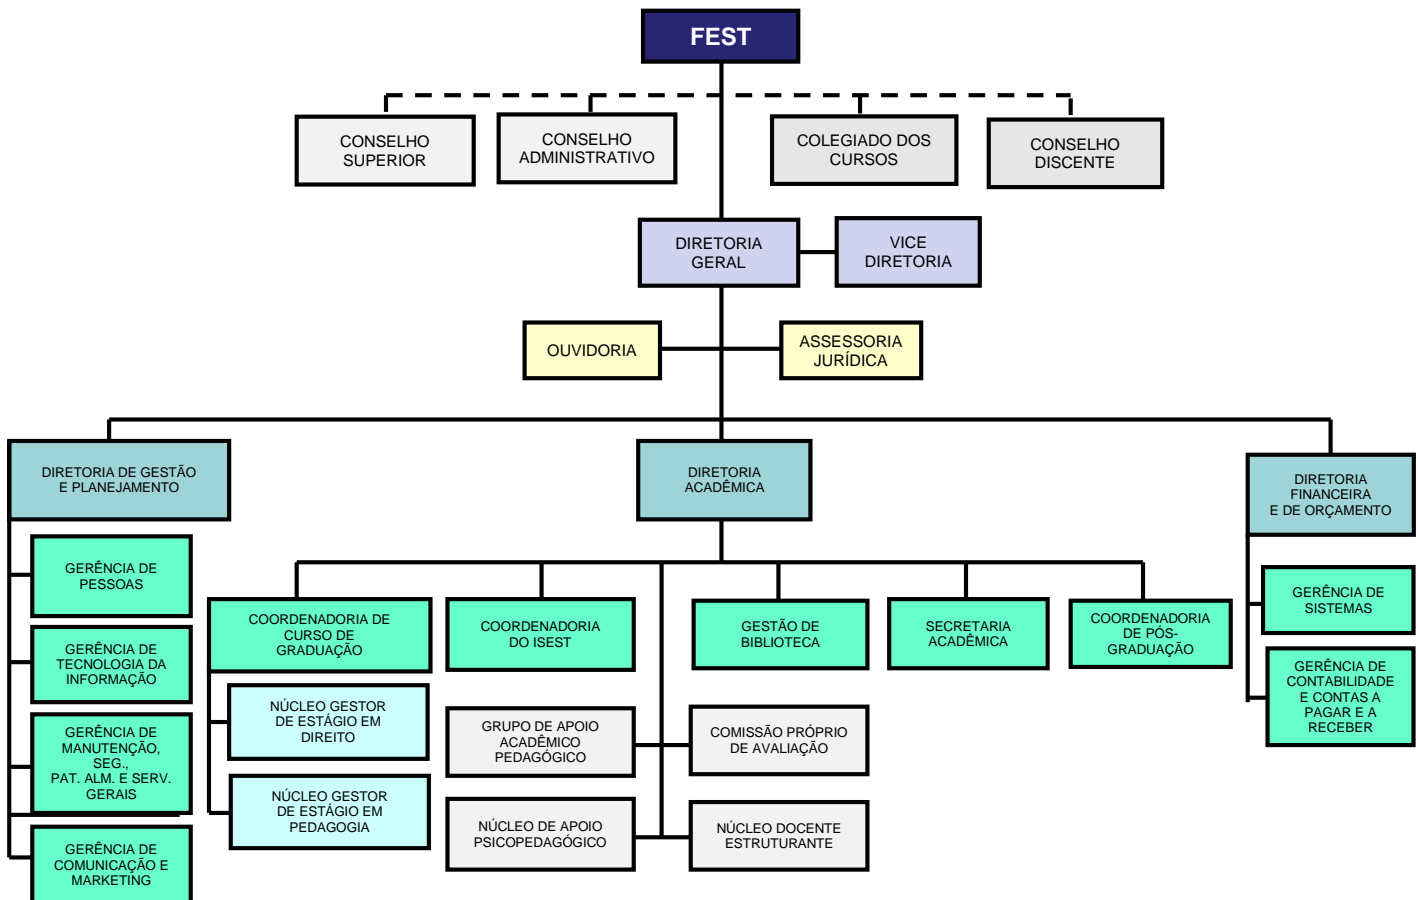 FEST
CONSELHO
SUPERIOR
CONSELHO
ADMINISTRATIVO
COLEGIADO DOS
CURSOS
CONSELHO
DISCENTE
DIRETORIA
GERAL
VICE
DIRETORIA
OUVIDORIA
ASSESSORIA
JURÍDICA
DIRETORIA DE GESTÃO
E PLANEJAMENTO
DIRETORIA
ACADÊMICA
DIRETORIA
FINANCEIRA
E DE ORÇAMENTO
GERÊNCIA DE
PESSOAS
GERÊNCIA DE
TECNOLOGIA DA
INFORMAÇÃO
GERÊNCIA DE
MANUTENÇÃO,
SEG.,
PAT. ALM. E SERV.
GERAIS
GERÊNCIA DE
COMUNICAÇÃO E
MARKETING
COORDENADORIA DE
CURSO DE
GRADUAÇÃO
NÚCLEO GESTOR
DE ESTÁGIO EM
DIREITO
NÚCLEO GESTOR
DE ESTÁGIO EM
PEDAGOGIA
COORDENADORIA
DO ISEST
GESTÃO DE
BIBLIOTECA
SECRETARIA
ACADÊMICA
COORDENADORIA
DE PÓS-
GRADUAÇÃO
GRUPO DE APOIO
ACADÊMICO
PEDAGÓGICO
COMISSÃO PRÓPRIO
DE AVALIAÇÃO
NÚCLEO DE APOIO
PSICOPEDAGÓGICO
NÚCLEO DOCENTE
ESTRUTURANTE
GERÊNCIA DE
SISTEMAS
GERÊNCIA DE
CONTABILIDADE
E CONTAS A
PAGAR E A
RECEBER